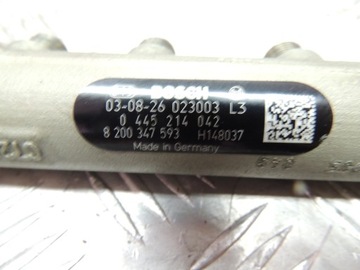 BOSCH
03-08-26 023003 L3
0 445 214 042
8 200 347 593 H148037
Made in Germany